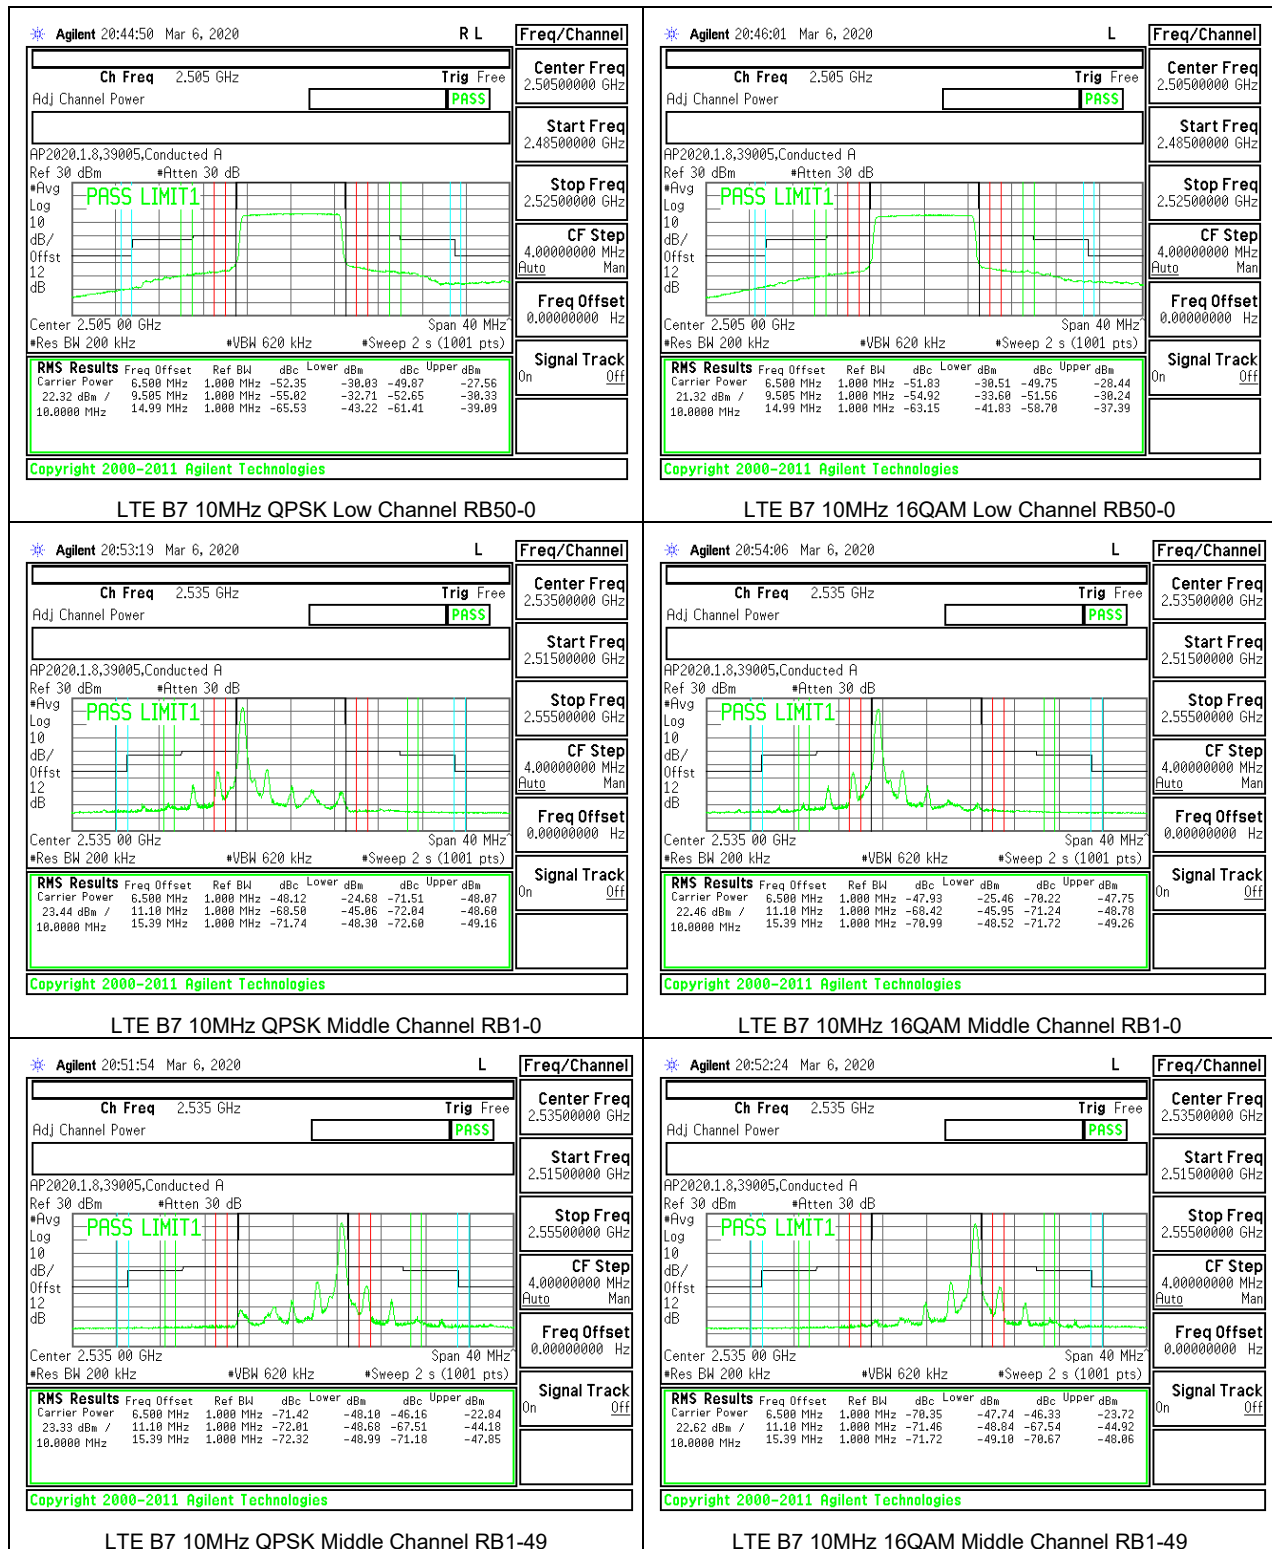 Agilent 20:44:50 Mar 6, 2020 R L Freq/Channel
Ch Freq 2.505 GHz Trig Free
Center Freq
2.50500000 GHz
Adj Channel Power PASS
Start Freq
2.48500000 GHz
AP2020.1.8,39005,Conducted A
Ref 30 dBm #Atten 30 dB
Stop Freq
2.52500000 GHz
#Avg
Log
10
dB/
Offst
12
dB
PASS LIMIT1
CF Step
4.00000000 MHz
Auto Man
Freq Offset
0.00000000 Hz
Center 2.505 00 GHz Span 40 MHz^
#Res BW 200 kHz #VBW 620 kHz #Sweep 2 s (1001 pts)
Signal Track
On Off
RMS Results Freq Offset Ref BW dBc Lower dBm dBc Upper dBm
Carrier Power 6.500 MHz 1.000 MHz -52.35 -30.03 -49.87 -27.56
22.32 dBm / 9.505 MHz 1.000 MHz -55.02 -32.71 -52.65 -30.33
10.0000 MHz 14.99 MHz 1.000 MHz -65.53 -43.22 -61.41 -39.09
Copyright 2000-2011 Agilent Technologies
LTE B7 10MHz QPSK Low Channel RB50-0
Agilent 20:46:01 Mar 6, 2020 L Freq/Channel
Ch Freq 2.505 GHz Trig Free
Center Freq
2.50500000 GHz
Adj Channel Power PASS
Start Freq
2.48500000 GHz
AP2020.1.8,39005,Conducted A
Ref 30 dBm #Atten 30 dB
Stop Freq
2.52500000 GHz
#Avg
Log
10
dB/
Offst
12
dB
PASS LIMIT1
CF Step
4.00000000 MHz
Auto Man
Freq Offset
0.00000000 Hz
Center 2.505 00 GHz Span 40 MHz^
#Res BW 200 kHz #VBW 620 kHz #Sweep 2 s (1001 pts)
Signal Track
On Off
RMS Results Freq Offset Ref BW dBc Lower dBm dBc Upper dBm
Carrier Power 6.500 MHz 1.000 MHz -51.83 -30.51 -49.75 -28.44
21.32 dBm / 9.505 MHz 1.000 MHz -54.92 -33.60 -51.56 -30.24
10.0000 MHz 14.99 MHz 1.000 MHz -63.15 -41.83 -58.70 -37.39
Copyright 2000-2011 Agilent Technologies
LTE B7 10MHz 16QAM Low Channel RB50-0
Agilent 20:53:19 Mar 6, 2020 L Freq/Channel
Ch Freq 2.535 GHz Trig Free
Center Freq
2.53500000 GHz
Adj Channel Power PASS
Start Freq
2.51500000 GHz
AP2020.1.8,39005,Conducted A
Ref 30 dBm #Atten 30 dB
Stop Freq
2.55500000 GHz
#Avg
Log
10
dB/
Offst
12
dB
PASS LIMIT1
CF Step
4.00000000 MHz
Auto Man
Freq Offset
0.00000000 Hz
Center 2.535 00 GHz Span 40 MHz^
#Res BW 200 kHz #VBW 620 kHz #Sweep 2 s (1001 pts)
Signal Track
On Off
RMS Results Freq Offset Ref BW dBc Lower dBm dBc Upper dBm
Carrier Power 6.500 MHz 1.000 MHz -48.12 -24.68 -71.51 -48.07
23.44 dBm / 11.10 MHz 1.000 MHz -68.50 -45.06 -72.04 -48.60
10.0000 MHz 15.39 MHz 1.000 MHz -71.74 -48.30 -72.60 -49.16
Copyright 2000-2011 Agilent Technologies
LTE B7 10MHz QPSK Middle Channel RB1-0
Agilent 20:54:06 Mar 6, 2020 L Freq/Channel
Ch Freq 2.535 GHz Trig Free
Center Freq
2.53500000 GHz
Adj Channel Power PASS
Start Freq
2.51500000 GHz
AP2020.1.8,39005,Conducted A
Ref 30 dBm #Atten 30 dB
Stop Freq
2.55500000 GHz
#Avg
Log
10
dB/
Offst
12
dB
PASS LIMIT1
CF Step
4.00000000 MHz
Auto Man
Freq Offset
0.00000000 Hz
Center 2.535 00 GHz Span 40 MHz^
#Res BW 200 kHz #VBW 620 kHz #Sweep 2 s (1001 pts)
Signal Track
On Off
RMS Results Freq Offset Ref BW dBc Lower dBm dBc Upper dBm
Carrier Power 6.500 MHz 1.000 MHz -47.93 -25.46 -70.22 -47.75
22.46 dBm / 11.10 MHz 1.000 MHz -68.42 -45.95 -71.24 -48.78
10.0000 MHz 15.39 MHz 1.000 MHz -70.99 -48.52 -71.72 -49.26
Copyright 2000-2011 Agilent Technologies
LTE B7 10MHz 16QAM Middle Channel RB1-0
Agilent 20:51:54 Mar 6, 2020 L Freq/Channel
Ch Freq 2.535 GHz Trig Free
Center Freq
2.53500000 GHz
Adj Channel Power PASS
Start Freq
2.51500000 GHz
AP2020.1.8,39005,Conducted A
Ref 30 dBm #Atten 30 dB
Stop Freq
2.55500000 GHz
#Avg
Log
10
dB/
Offst
12
dB
PASS LIMIT1
CF Step
4.00000000 MHz
Auto Man
Freq Offset
0.00000000 Hz
Center 2.535 00 GHz Span 40 MHz^
#Res BW 200 kHz #VBW 620 kHz #Sweep 2 s (1001 pts)
Signal Track
On Off
RMS Results Freq Offset Ref BW dBc Lower dBm dBc Upper dBm
Carrier Power 6.500 MHz 1.000 MHz -71.42 -48.10 -46.16 -22.84
23.33 dBm / 11.10 MHz 1.000 MHz -72.01 -48.68 -67.51 -44.18
10.0000 MHz 15.39 MHz 1.000 MHz -72.32 -48.99 -71.18 -47.85
Copyright 2000-2011 Agilent Technologies
LTE B7 10MHz QPSK Middle Channel RB1-49
Agilent 20:52:24 Mar 6, 2020 L Freq/Channel
Ch Freq 2.535 GHz Trig Free
Center Freq
2.53500000 GHz
Adj Channel Power PASS
Start Freq
2.51500000 GHz
AP2020.1.8,39005,Conducted A
Ref 30 dBm #Atten 30 dB
Stop Freq
2.55500000 GHz
#Avg
Log
10
dB/
Offst
12
dB
PASS LIMIT1
CF Step
4.00000000 MHz
Auto Man
Freq Offset
0.00000000 Hz
Center 2.535 00 GHz Span 40 MHz^
#Res BW 200 kHz #VBW 620 kHz #Sweep 2 s (1001 pts)
Signal Track
On Off
RMS Results Freq Offset Ref BW dBc Lower dBm dBc Upper dBm
Carrier Power 6.500 MHz 1.000 MHz -70.35 -47.74 -46.33 -23.72
22.62 dBm / 11.10 MHz 1.000 MHz -71.46 -48.84 -67.54 -44.92
10.0000 MHz 15.39 MHz 1.000 MHz -71.72 -49.10 -70.67 -48.06
Copyright 2000-2011 Agilent Technologies
LTE B7 10MHz 16QAM Middle Channel RB1-49